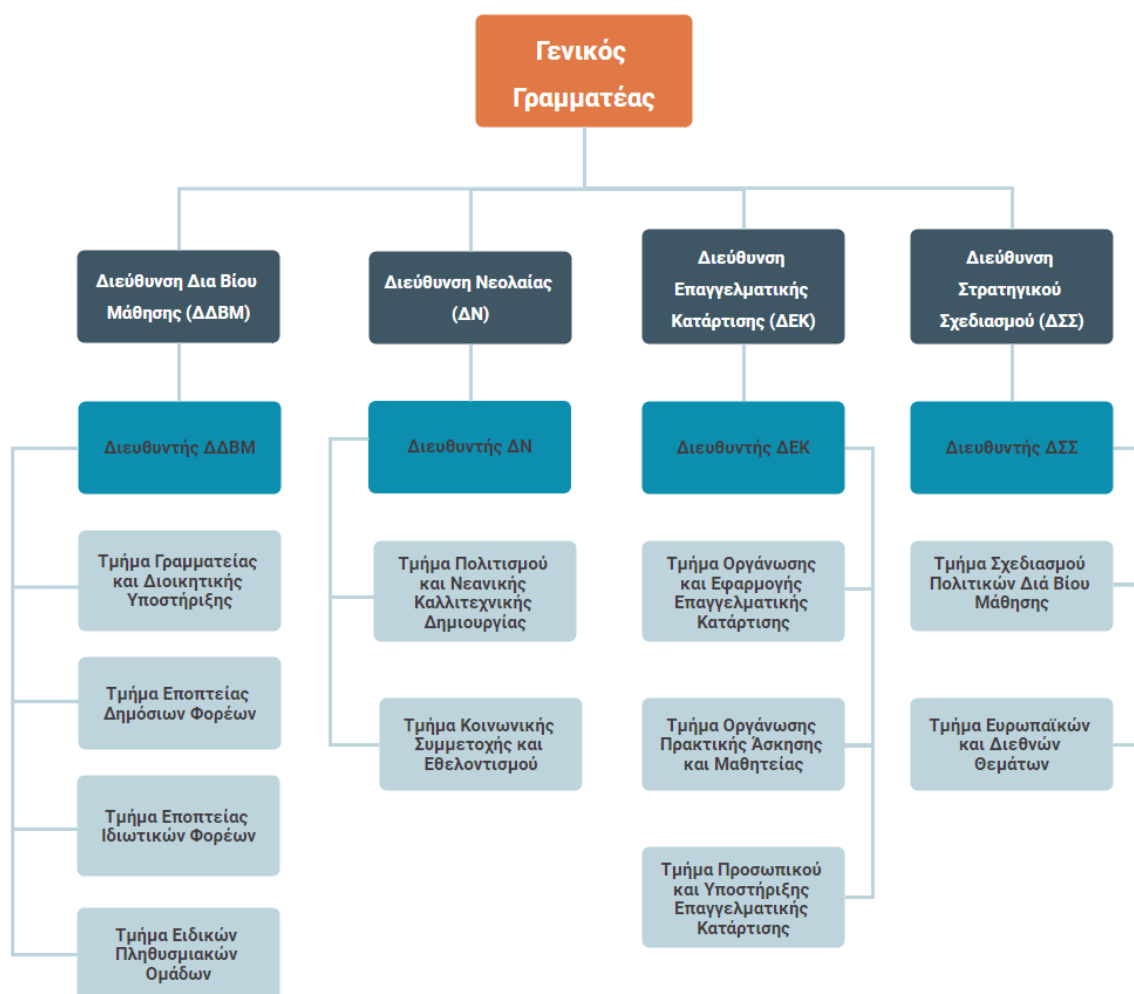 Γενικός
Γραμματέας
Διεύθυνση Δια Βίου
Μάθησης (ΔΔΒΜ)
Διεύθυνση Νεολαίας
(ΔΝ)
Διεύθυνση
Επαγγελματικής
Κατάρτισης (ΔΕΚ)
Διεύθυνση
Στρατηγικού
Σχεδιασμού (ΔΣΣ)
Διευθυντής ΔΔΒΜ
Διευθυντής ΔΝ
Διευθυντής ΔΕΚ
Διευθυντής ΔΣΣ
Τμήμα Γραμματείας
και Διοικητικής
Υποστήριξης
Τμήμα Πολιτισμού
και Νεανικής
Καλλιτεχνικής
Δημιουργίας
Τμήμα Οργάνωσης
και Εφαρμογής
Επαγγελματικής
Κατάρτισης
Τμήμα Σχεδιασμού
Πολιτικών Διά Βίου
Μάθησης
Τμήμα Εποπτείας
Δημόσιων Φορέων
Τμήμα Κοινωνικής
Συμμετοχής και
Εθελοντισμού
Τμήμα Οργάνωσης
Πρακτικής Άσκησης
και Μαθητείας
Τμήμα Ευρωπαϊκών
και Διεθνών
Θεμάτων
Τμήμα Εποπτείας
Ιδιωτικών Φορέων
Τμήμα Προσωπικού
και Υποστήριξης
Επαγγελματικής
Κατάρτισης
Τμήμα Ειδικών
Πληθυσμιακών
Ομάδων